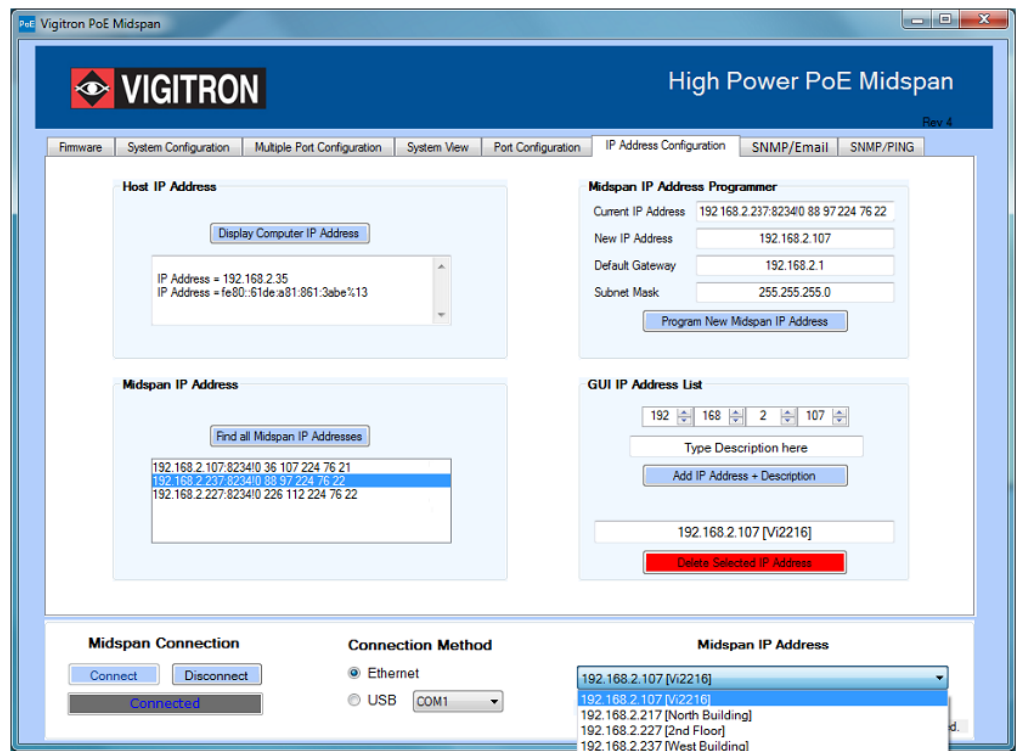 PoE Vigitron PoE Midspan
VIGITRON
High Power PoE Midspan
Rev 4
Firmware System Configuration Multiple Port Configuration System View Port Configuration IP Address Configuration SNMP/Email SNMP/PING
Host IP Address
Display Computer IP Address
IP Address = 192.168.2.35
IP Address = fe80::61de:a81:861:3abe%13
Midspan IP Address Programmer
Current IP Address 192.168.2.237:8234!0 88 97 224 76 22
New IP Address 192.168.2.107
Default Gateway 192.168.2.1
Subnet Mask 255.255.255.0
Program New Midspan IP Address
Midspan IP Address
Find all Midspan IP Addresses
192.168.2.107:8234!0 36 107 224 76 21
192.168.2.237:8234!0 88 97 224 76 22
192.168.2.227:8234!0 226 112 224 76 22
GUI IP Address List
192 168 2 107
Type Description here
Add IP Address + Description
192.168.2.107 [Vi2216]
Delete Selected IP Address
Midspan Connection
Connect Disconnect
Connected
Connection Method
Ethernet
USB COM1
Midspan IP Address
192.168.2.107 [Vi2216]
192.168.2.107 [Vi2216]
192.168.2.217 [North Building]
192.168.2.227 [2nd Floor]
192.168.2.237 [West Building]